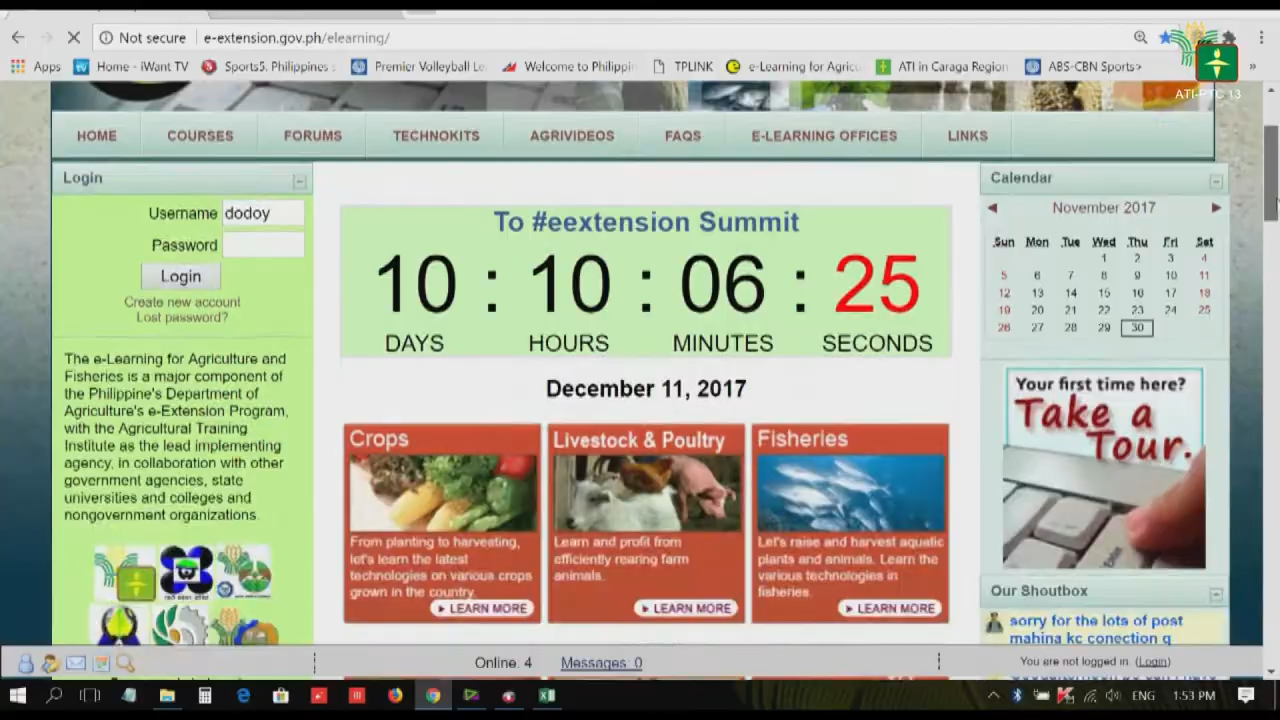 Not secure e-extension.gov.ph/elearning/
Apps Home - iWant TV Sports5. Philippines Premier Volleyball Le Welcome to Philippin TPLINK e-Learning for Agricu ATI in Caraga Region ABS-CBN Sports> »
ATI-RTC 13
HOME COURSES FORUMS TECHNOKITS AGRIVIDEOS FAQS E-LEARNING OFFICES LINKS
Login
Username dodoy
Password
Login
Create new account
Lost password?
The e-Learning for Agriculture and
Fisheries is a major component of
the Philippine's Department of
Agriculture's e-Extension Program,
with the Agricultural Training
Institute as the lead implementing
agency, in collaboration with other
government agencies, state
universities and colleges and
nongovernment organizations.
To #eextension Summit
10 : 10 : 06 : 25
DAYS HOURS MINUTES SECONDS
December 11, 2017
Crops
From planting to harvesting,
let's learn the latest
technologies on various crops
grown in the country.
LEARN MORE
Livestock & Poultry
Learn and profit from
efficiently rearing farm
animals.
LEARN MORE
Fisheries
Let's raise and harvest aquatic
plants and animals. Learn the
various technologies in
fisheries.
LEARN MORE
Calendar
November 2017
Sun Mon Tue Wed Thu Fri Sat
1 2 3 4
5 6 7 8 9 10 11
12 13 14 15 16 17 18
19 20 21 22 23 24 25
26 27 28 29 30
Your first time here?
Take a
Tour.
Our Shoutbox
sorry for the lots of post
mahina kc conection q
Online. 4 Messages 0
You are not logged in. (Login)
ENG 1:53 PM